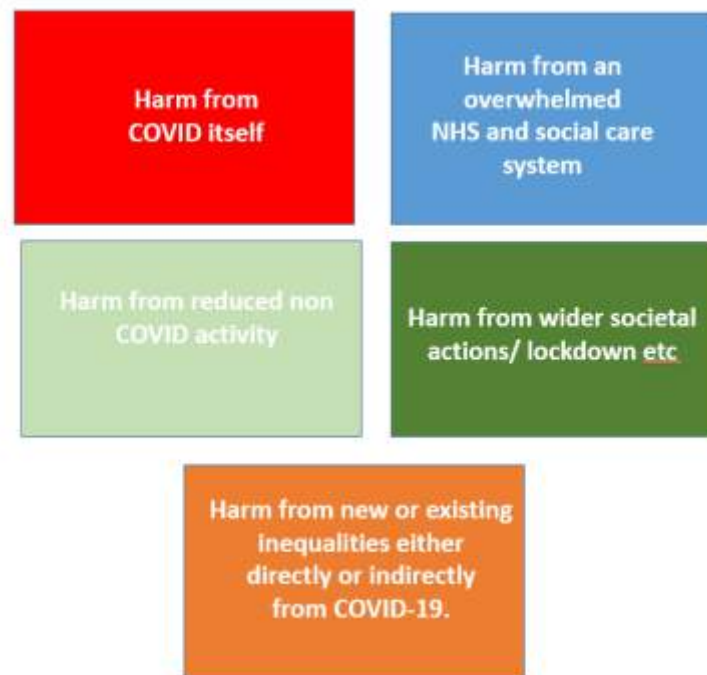 Harm from
COVID itself
Harm from an
overwhelmed
NHS and social care
system
Harm from reduced non
COVID activity
Harm from wider societal
actions/ lockdown etc
Harm from new or existing
inequalities either
directly or indirectly
from COVID-19.